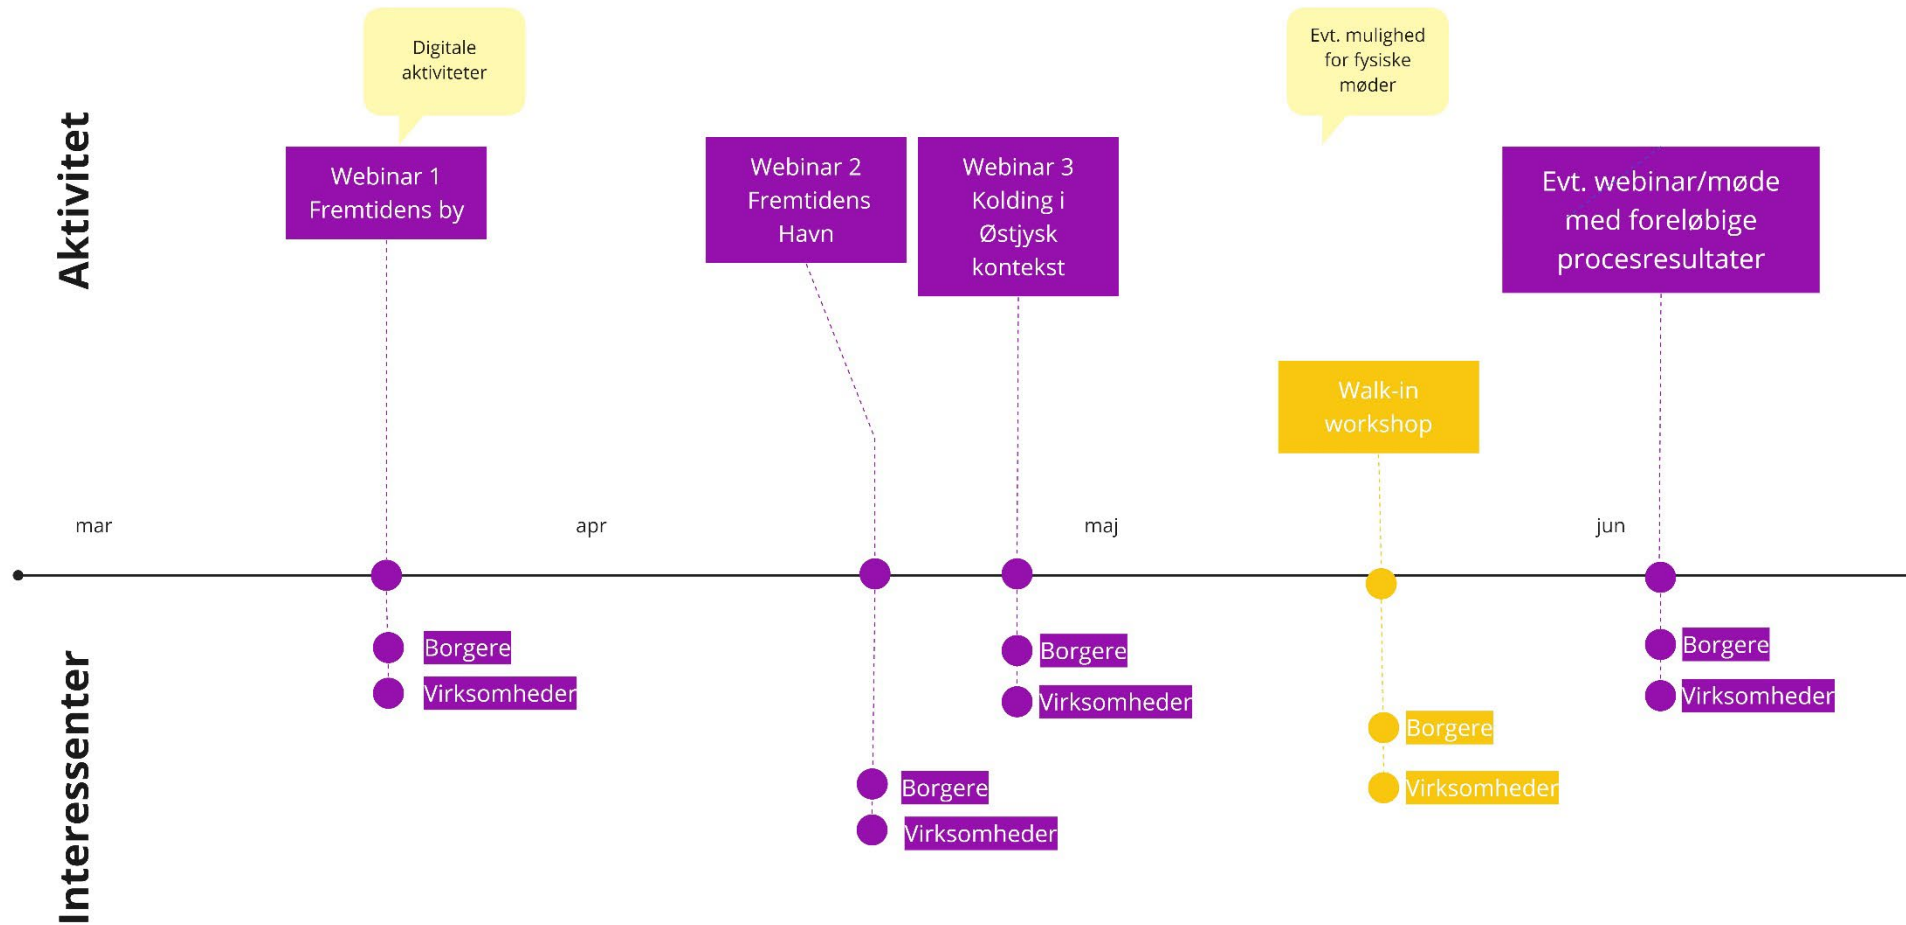 Aktivitet
Digitale
aktiviteter
Evt. mulighed
for fysiske
møder
Webinar 1
Fremtidens by
Webinar 2
Fremtidens
Havn
Webinar 3
Kolding i
Østjysk
kontekst
Evt. webinar/møde
med foreløbige
procesresultater
Walk-in
workshop
mar
apr
maj
jun
Interessenter
Borgere
Virksomheder
Borgere
Virksomheder
Borgere
Virksomheder
Borgere
Virksomheder
Borgere
Virksomheder